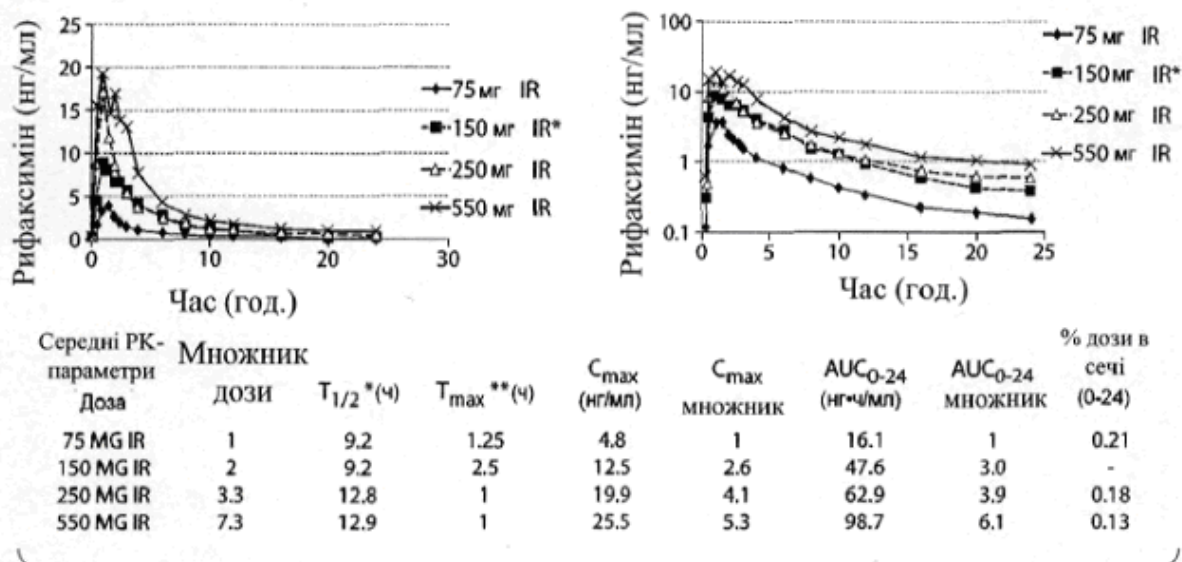 Рифаксимін (нг/мл)
25
20
15
10
5
0
0
10
20
30
Час (год.)
75 мг IR
150 мг IR*
250 мг IR
550 мг IR
Рифаксимін (нг/мл)
100
10
1
0.1
0
5
10
15
20
25
Час (год.)
75 мг IR
150 мг IR*
250 мг IR
550 мг IR
Середні РК-параметри Доза Множник дози T1/2 *(ч) Tmax **(ч) Cmax (нг/мл) Cmax множник AUC0-24 (нг•ч/мл) AUC0-24 множник % дози в сечі (0-24)
75 MG IR 1 9.2 1.25 4.8 1 16.1 1 0.21
150 MG IR 2 9.2 2.5 12.5 2.6 47.6 3.0 -
250 MG IR 3.3 12.8 1 19.9 4.1 62.9 3.9 0.18
550 MG IR 7.3 12.9 1 25.5 5.3 98.7 6.1 0.13